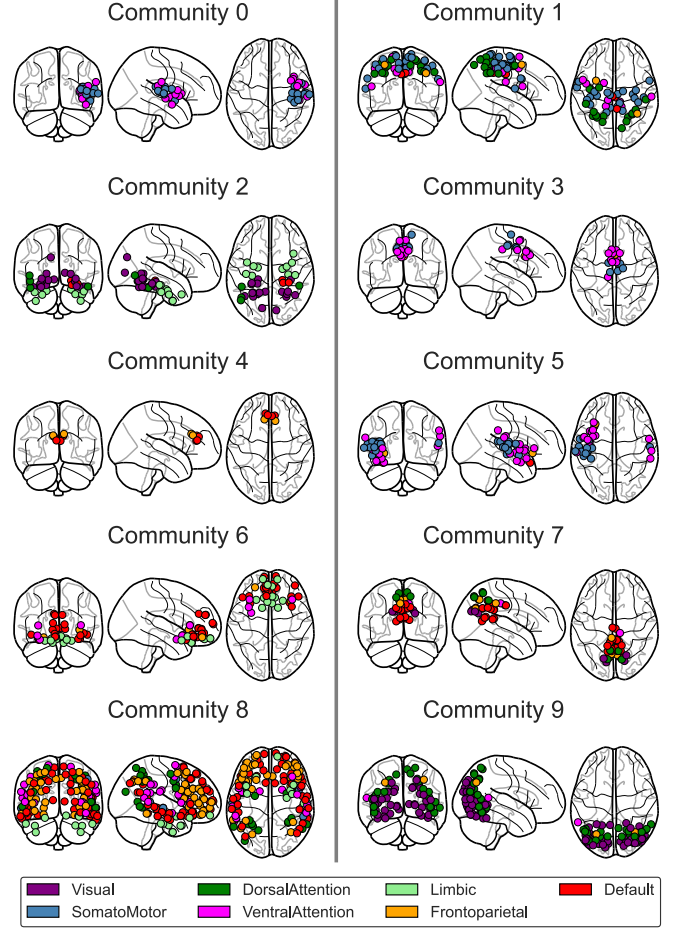 Community 0
Community 1
Community 2
Community 3
Community 4
Community 5
Community 6
Community 7
Community 8
Community 9
Visual
DorsalAttention
Limbic
Default
SomatoMotor
VentralAttention
Frontoparietal